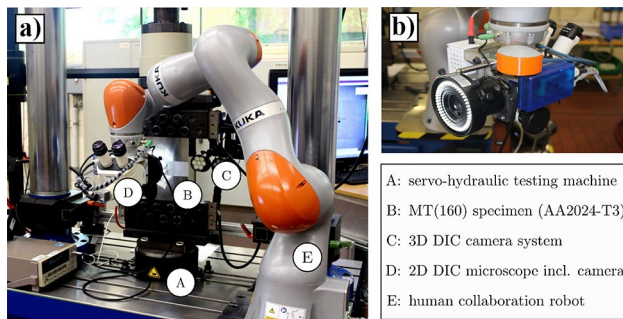 a)
KUKA
KUKA
D
B
C
E
A
b)
A: servo-hydraulic testing machine
B: MT(160) specimen (AA2024-T3)
C: 3D DIC camera system
D: 2D DIC microscope incl. camera
E: human collaboration robot